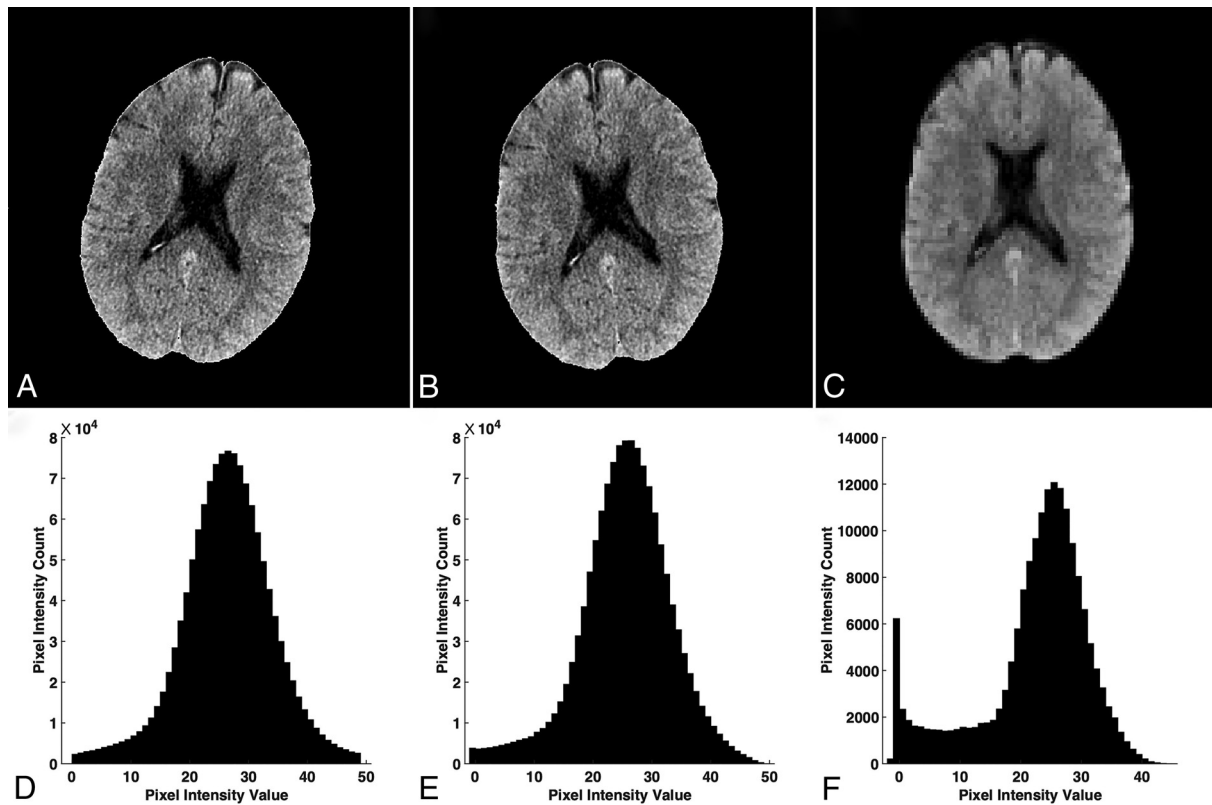 A
B
C
× 10⁴
8
7
6
5
4
3
2
1
0
Pixel Intensity Count
0 10 20 30 40 50
Pixel Intensity Value
D
× 10⁴
8
7
6
5
4
3
2
1
0
Pixel Intensity Count
0 10 20 30 40 50
Pixel Intensity Value
E
14000
12000
10000
8000
6000
4000
2000
0
Pixel Intensity Count
0 10 20 30 40
Pixel Intensity Value
F